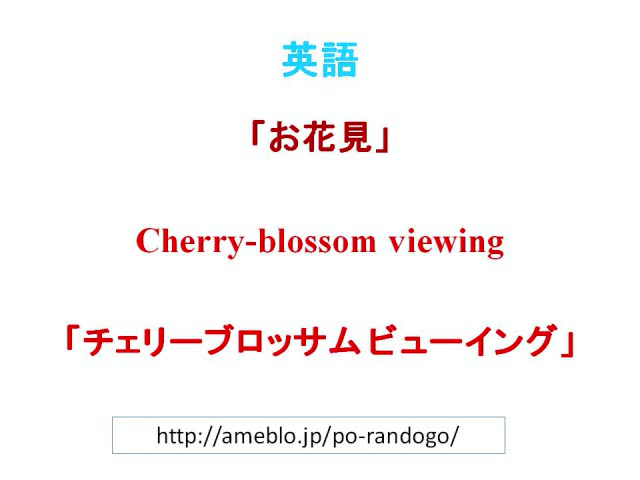 英語
「お花見」
Cherry-blossom viewing
「チェリーブロッサム ビューイング」
http://ameblo.jp/po-randogo/